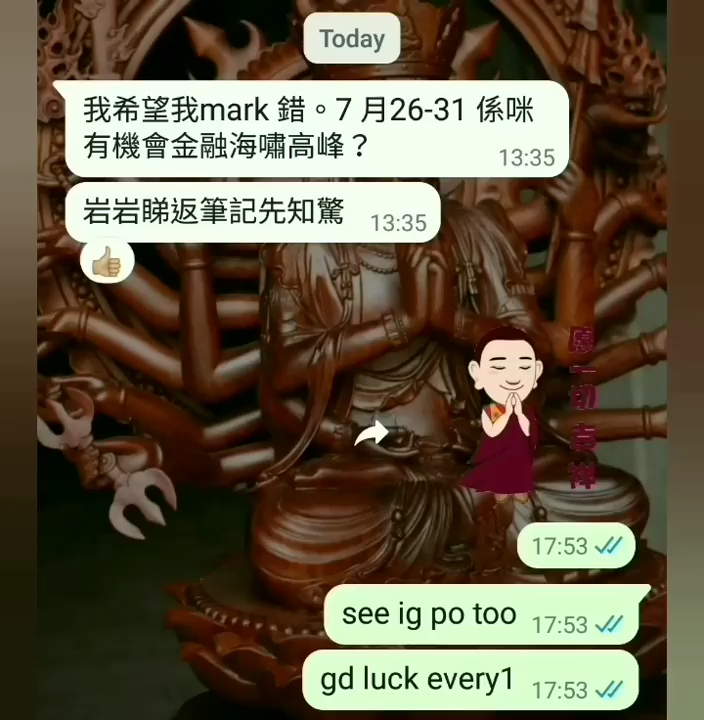 Today
我希望我mark 錯。7 月26-31 係咪
有機會金融海嘯高峰？
13:35
岩岩睇返筆記先知驚
13:35
願一切吉祥
17:53
see ig po too
17:53
gd luck every1
17:53